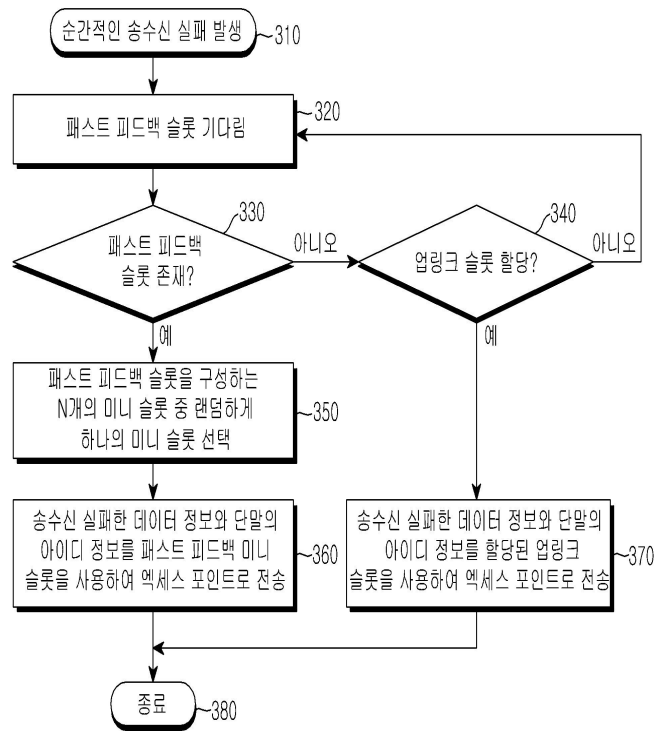 순간적인 송수신 실패 발생
310
320
패스트 피드백 슬롯 기다림
330
340
패스트 피드백
슬롯 존재?
아니오
업링크 슬롯 할당?
아니오
예
예
패스트 피드백 슬롯을 구성하는
N개의 미니 슬롯 중 랜덤하게
하나의 미니 슬롯 선택
350
송수신 실패한 데이터 정보와 단말의
아이디 정보를 패스트 피드백 미니
슬롯을 사용하여 엑세스 포인트로 전송
360
송수신 실패한 데이터 정보와 단말의
아이디 정보를 할당된 업링크
슬롯을 사용하여 엑세스 포인트로 전송
370
종료
380